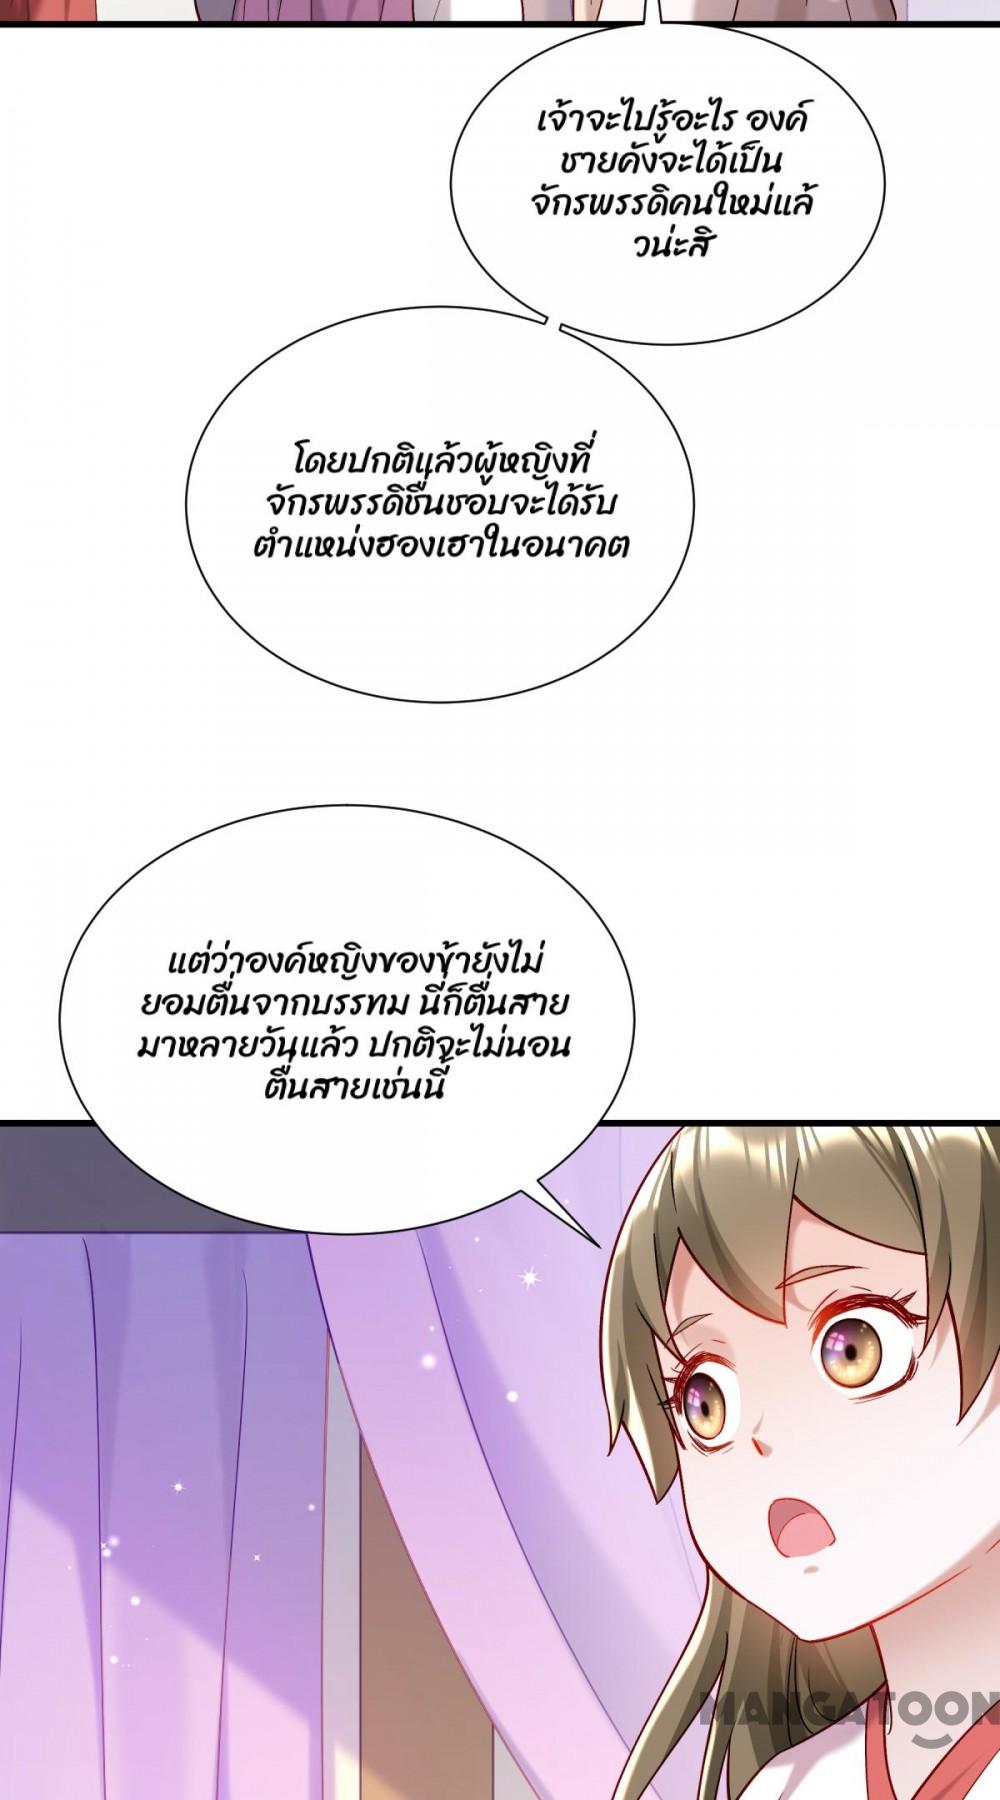 เจ้าจะไปรู้อะไร องค์
ชายคังจะได้เป็น
จักรพรรดิคนใหม่แล้
วน่ะสิ
โดยปกติแล้วผู้หญิงที่
จักรพรรดิชื่นชอบจะได้รับ
ตำแหน่งฮองเฮาในอนาคต
แต่ว่าองค์หญิงของข้ายังไม่
ยอมตื่นจากบรรทม นี่ก็ตื่นสาย
มาหลายวันแล้ว ปกติจะไม่นอน
ตื่นสายเช่นนี้
MANGATOON